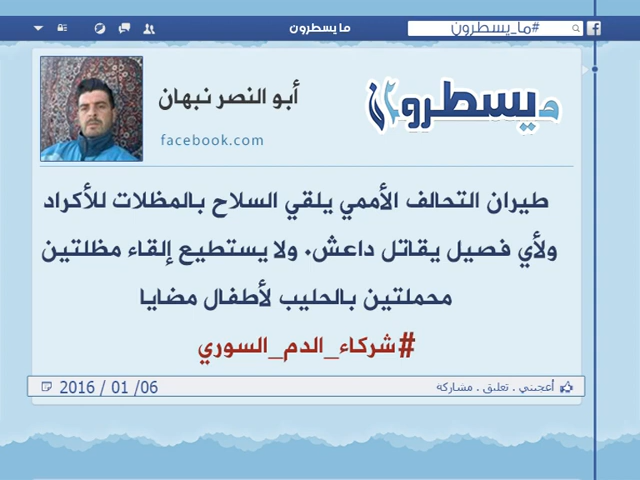 ما يسطرون
#ما_يسطرون
ما يسطرون
أبو النصر نبهان
facebook.com
طيران التحالف الأممي يلقي السلاح بالمظلات للأكراد
ولأي فصيل يقاتل داعش. ولا يستطيع إلقاء مظلتين
محملتين بالحليب لأطفال مضايا
#شركاء_الدم_السوري
أعجبني . تعليق . مشاركة
2016 / 01 /06